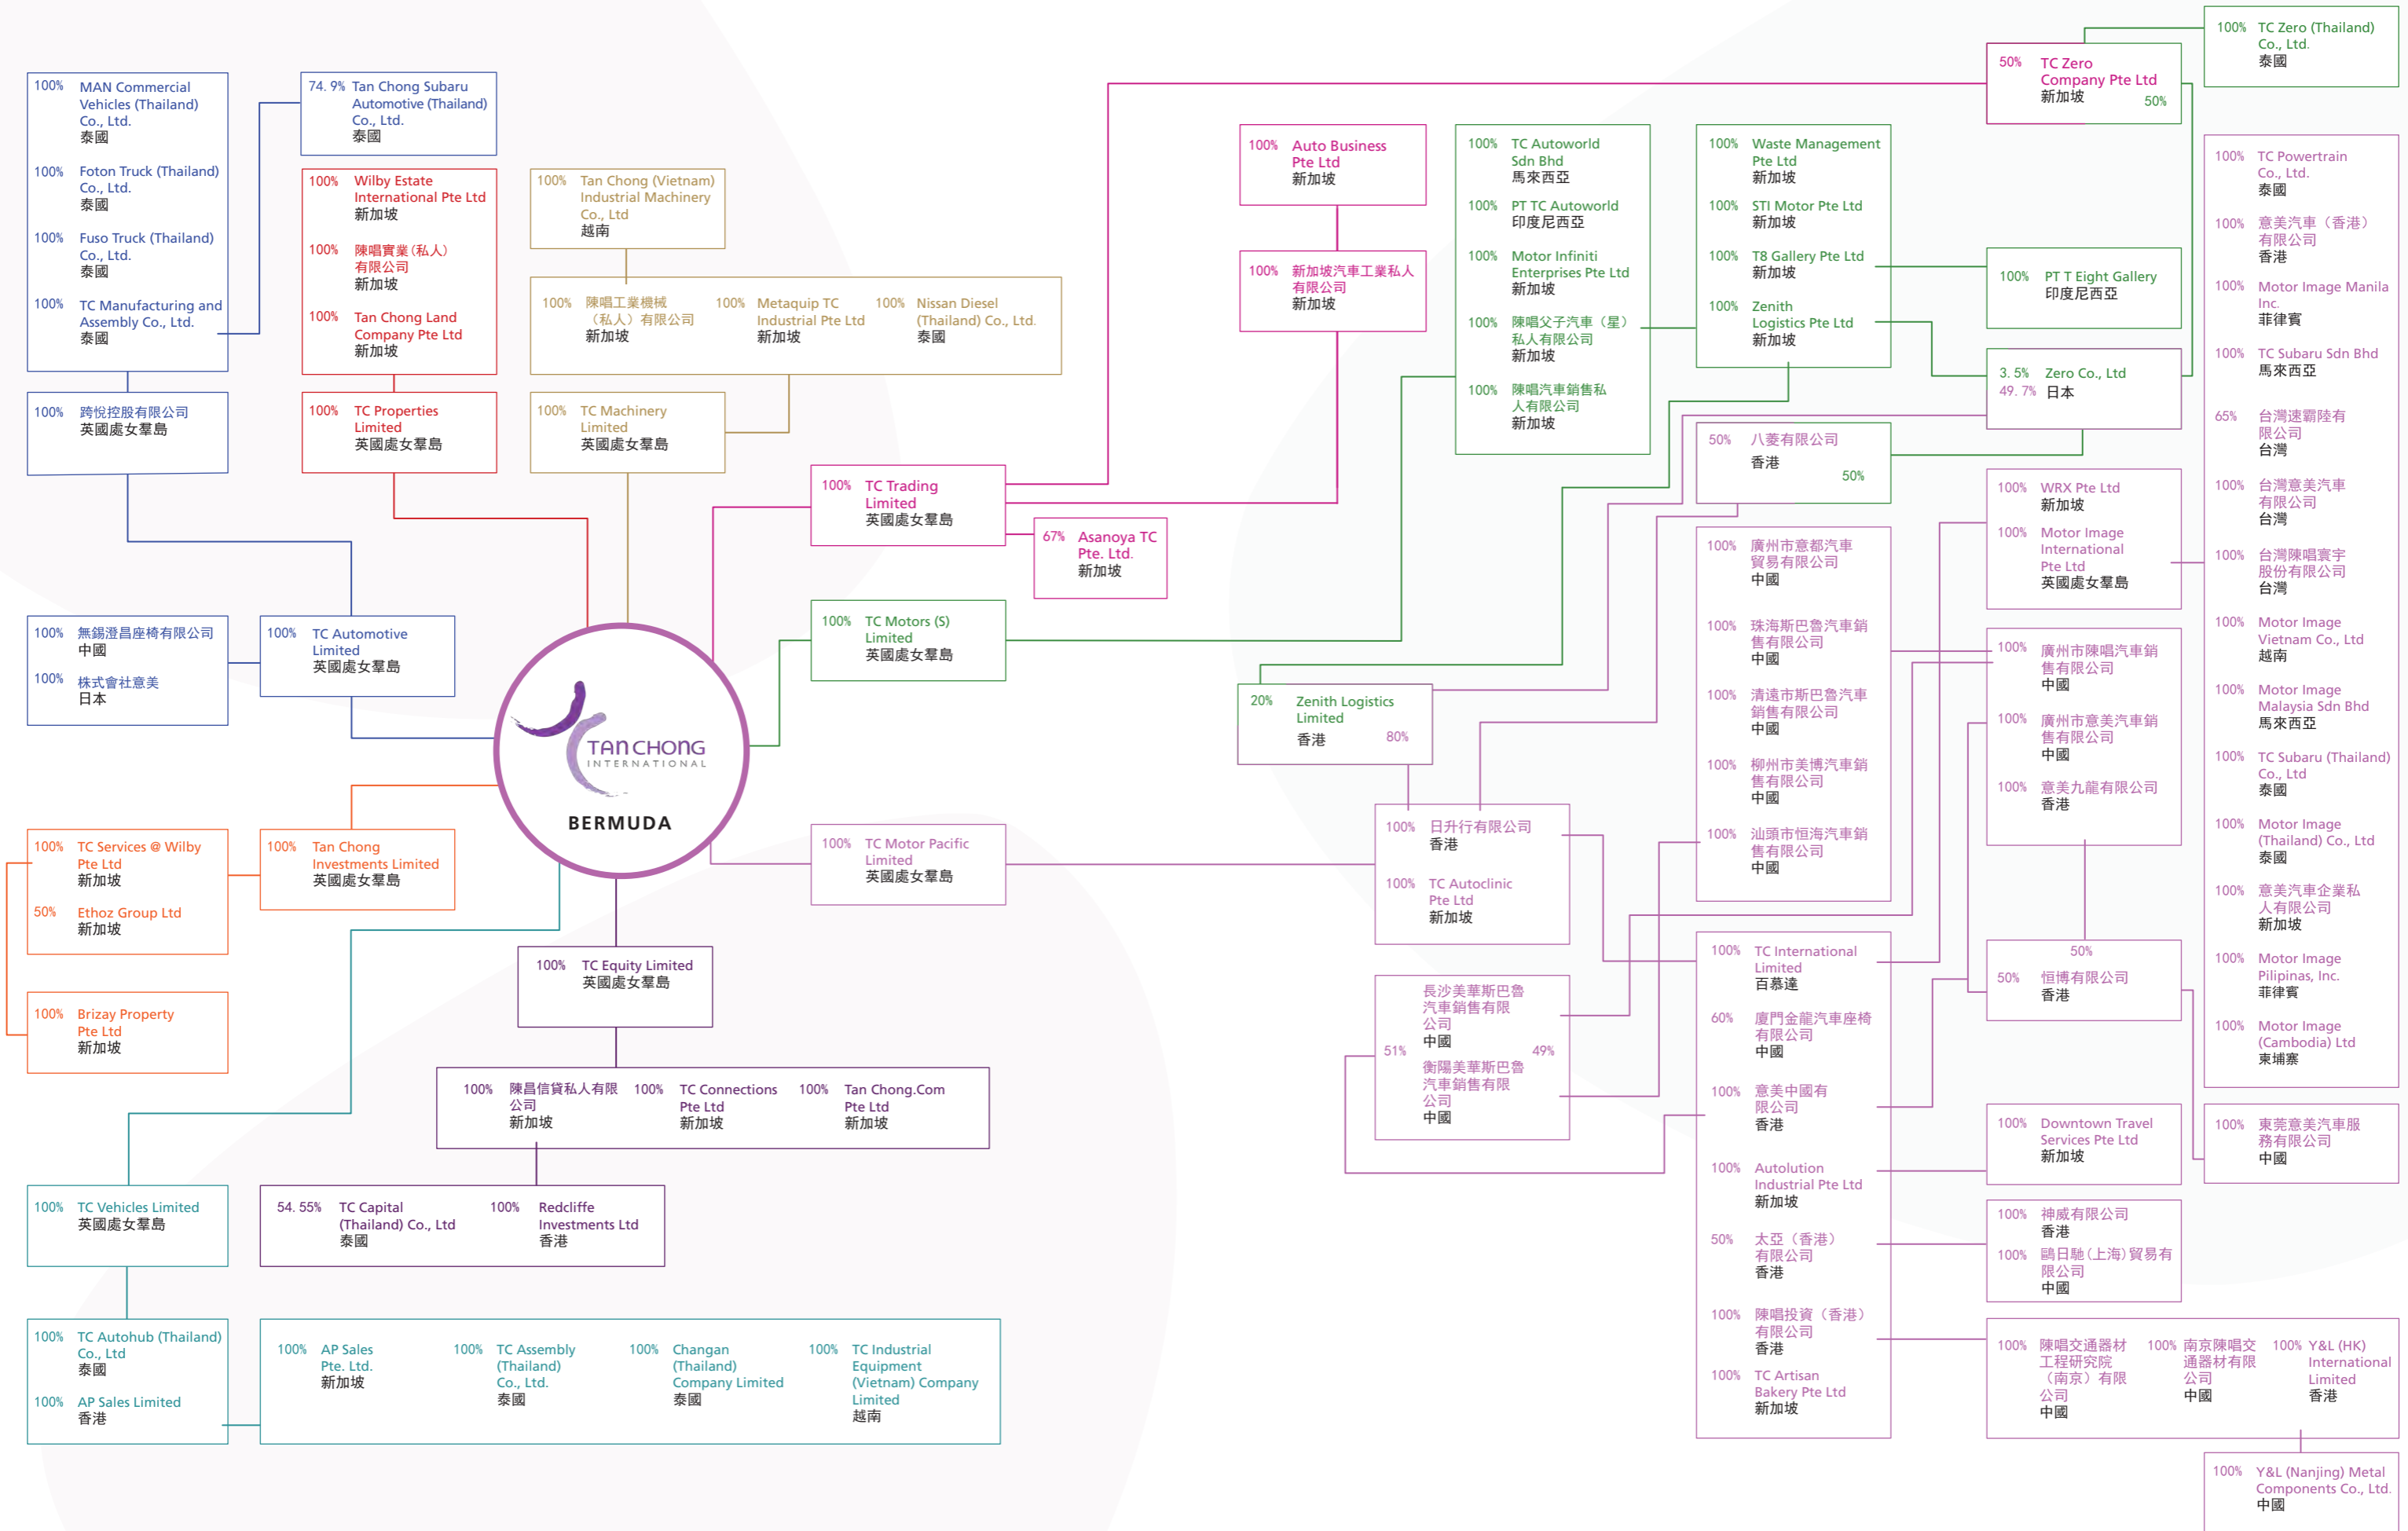 100% MAN Commercial
Vehicles (Thailand)
Co., Ltd.
泰國
100% Foton Truck (Thailand)
Co., Ltd.
泰國
100% Fuso Truck (Thailand)
Co., Ltd.
泰國
100% TC Manufacturing and
Assembly Co., Ltd.
泰國
74.9% Tan Chong Subaru
Automotive (Thailand)
Co., Ltd.
泰國
100% 跨悅控股有限公司
英國處女羣島
100% Wilby Estate
International Pte Ltd
新加坡
100% 陳唱實業(私人)
有限公司
新加坡
100% Tan Chong Land
Company Pte Ltd
新加坡
100% TC Properties
Limited
英國處女羣島
100% Tan Chong (Vietnam)
Industrial Machinery
Co., Ltd
越南
100% 陳唱工業機械
（私人）有限公司
新加坡
100% Metaquip TC
Industrial Pte Ltd
新加坡
100% Nissan Diesel
(Thailand) Co., Ltd.
泰國
100% TC Machinery
Limited
英國處女羣島
100% 無錫澄昌座椅有限公司
中國
100% 株式會社意美
日本
100% TC Automotive
Limited
英國處女羣島
TAN CHONG
INTERNATIONAL
BERMUDA
100% TC Services @ Wilby
Pte Ltd
新加坡
50% Ethoz Group Ltd
新加坡
100% Tan Chong
Investments Limited
英國處女羣島
100% Brizay Property
Pte Ltd
新加坡
100% TC Equity Limited
英國處女羣島
100% 陳昌信貸私人有限
公司
新加坡
100% TC Connections
Pte Ltd
新加坡
100% Tan Chong.Com
Pte Ltd
新加坡
54.55% TC Capital
(Thailand) Co., Ltd
泰國
100% Redcliffe
Investments Ltd
香港
100% TC Vehicles Limited
英國處女羣島
100% TC Autohub (Thailand)
Co., Ltd
泰國
100% AP Sales Limited
香港
100% AP Sales
Pte. Ltd.
新加坡
100% TC Assembly
(Thailand)
Co., Ltd.
泰國
100% Changan
(Thailand)
Company Limited
泰國
100% TC Industrial
Equipment
(Vietnam) Company
Limited
越南
100% TC Trading
Limited
英國處女羣島
67% Asanoya TC
Pte. Ltd.
新加坡
100% Auto Business
Pte Ltd
新加坡
100% 新加坡汽車工業私人
有限公司
新加坡
50% TC Zero
Company Pte Ltd
新加坡
50%
100% TC Zero (Thailand)
Co., Ltd.
泰國
100% TC Motors (S)
Limited
英國處女羣島
100% TC Autoworld
Sdn Bhd
馬來西亞
100% PT TC Autoworld
印度尼西亞
100% Motor Infiniti
Enterprises Pte Ltd
新加坡
100% 陳唱父子汽車（星）
私人有限公司
新加坡
100% 陳唱汽車銷售私
人有限公司
新加坡
100% Waste Management
Pte Ltd
新加坡
100% STI Motor Pte Ltd
新加坡
100% T8 Gallery Pte Ltd
新加坡
100% Zenith
Logistics Pte Ltd
新加坡
100% PT T Eight Gallery
印度尼西亞
3.5% Zero Co., Ltd
49.7% 日本
50% 八菱有限公司
香港
50%
20% Zenith Logistics
Limited
香港 80%
100% TC Motor Pacific
Limited
英國處女羣島
100% 日升行有限公司
香港
100% TC Autoclinic
Pte Ltd
新加坡
長沙美華斯巴魯
汽車銷售有限
公司
中國
51% 49%
衡陽美華斯巴魯
汽車銷售有限
公司
中國
100% 廣州市意都汽車
貿易有限公司
中國
100% 珠海斯巴魯汽車銷
售有限公司
中國
100% 清遠市斯巴魯汽車
銷售有限公司
中國
100% 柳州市美博汽車銷
售有限公司
中國
100% 汕頭市恒海汽車銷
售有限公司
中國
100% TC International
Limited
百慕達
60% 廈門金龍汽車座椅
有限公司
中國
100% 意美中國有
限公司
香港
100% Autolution
Industrial Pte Ltd
新加坡
50% 太亞（香港）
有限公司
香港
100% 陳唱投資（香港）
有限公司
香港
100% TC Artisan
Bakery Pte Ltd
新加坡
100% WRX Pte Ltd
新加坡
100% Motor Image
International
Pte Ltd
英國處女羣島
100% 廣州市陳唱汽車銷
售有限公司
中國
100% 廣州市意美汽車銷
售有限公司
中國
100% 意美九龍有限公司
香港
50%
50% 恒博有限公司
香港
100% Downtown Travel
Services Pte Ltd
新加坡
100% 神威有限公司
香港
100% 鷗日馳(上海)貿易有
限公司
中國
100% 陳唱交通器材
工程研究院
（南京）有限
公司
中國
100% 南京陳唱交
通器材有限
公司
中國
100% Y&L (HK)
International
Limited
香港
100% TC Powertrain
Co., Ltd.
泰國
100% 意美汽車（香港）
有限公司
香港
100% Motor Image Manila
Inc.
菲律賓
100% TC Subaru Sdn Bhd
馬來西亞
65% 台灣速霸陸有
限公司
台灣
100% 台灣意美汽車
有限公司
台灣
100% 台灣陳唱寰宇
股份有限公司
台灣
100% Motor Image
Vietnam Co., Ltd
越南
100% Motor Image
Malaysia Sdn Bhd
馬來西亞
100% TC Subaru (Thailand)
Co., Ltd
泰國
100% Motor Image
(Thailand) Co., Ltd
泰國
100% 意美汽車企業私
人有限公司
新加坡
100% Motor Image
Pilipinas, Inc.
菲律賓
100% Motor Image
(Cambodia) Ltd
柬埔寨
100% 東莞意美汽車服
務有限公司
中國
100% Y&L (Nanjing) Metal
Components Co., Ltd.
中國